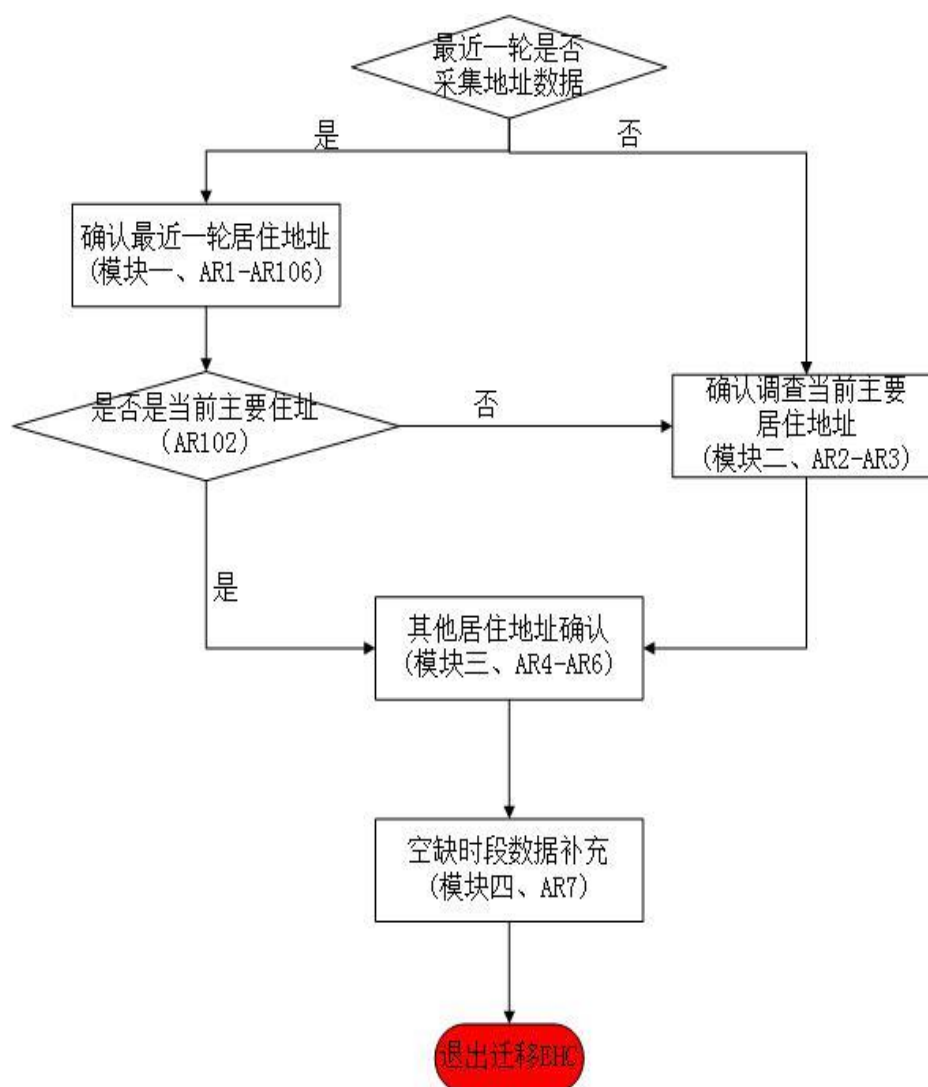 最近一轮是否
采集地址数据
是
否
确认最近一轮居住地址
(模块一、AR1-AR106)
是否是当前主要住址
(AR102)
否
确认调查当前主要
居住地址
(模块二、AR2-AR3)
是
其他居住地址确认
(模块三、AR4-AR6)
空缺时段数据补充
(模块四、AR7)
退出迁移EHC